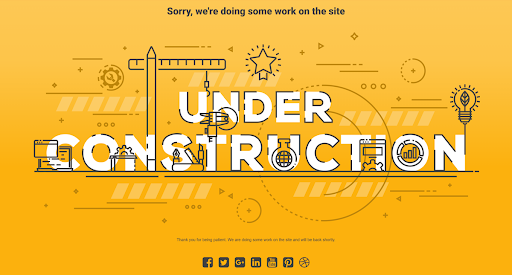 Sorry, we're doing some work on the site
UNDER
CONSTRUCTION
Thank you for being patient. We are doing some work on the site and will be back shortly.